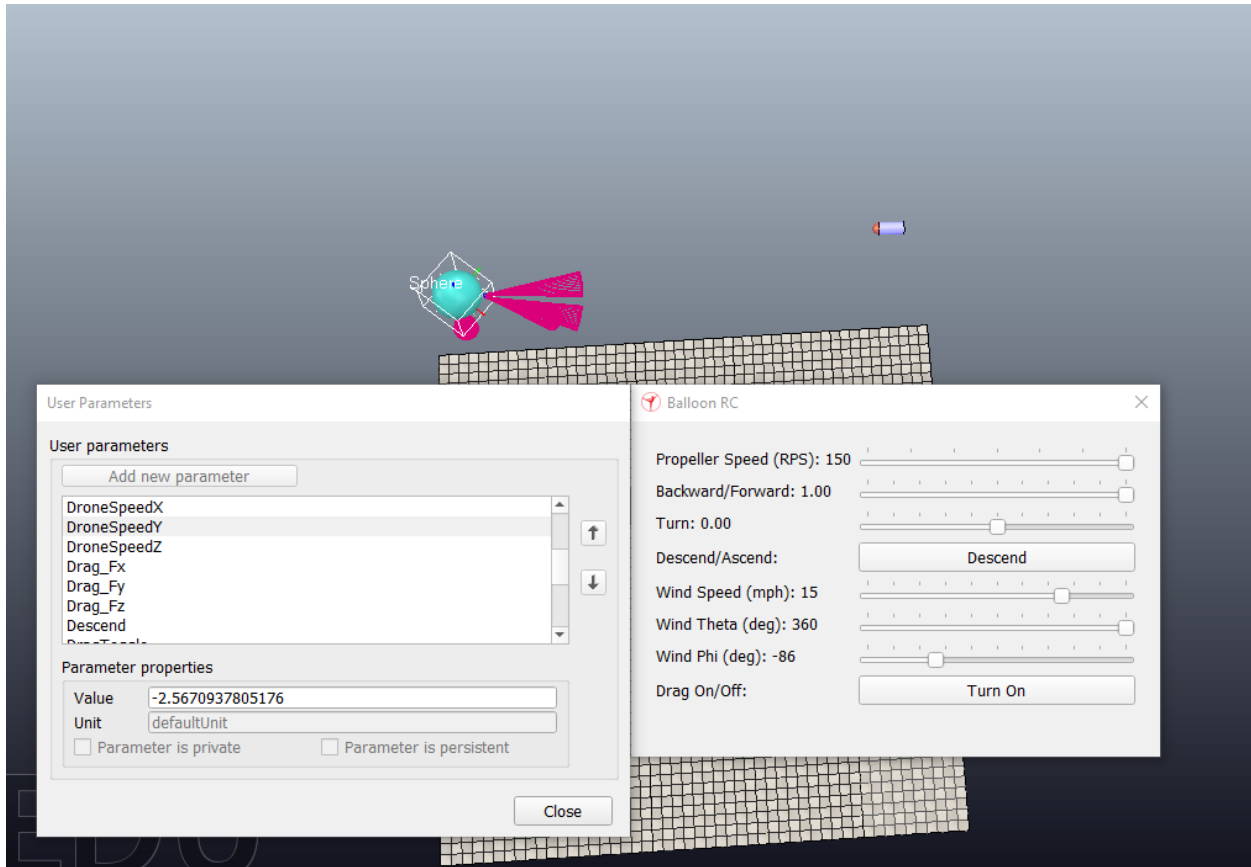 Sphere
User Parameters
User parameters
Add new parameter
DroneSpeedX
DroneSpeedY
DroneSpeedZ
Drag_Fx
Drag_Fy
Drag_Fz
Descend
Parameter properties
Value -2.5670937805176
Unit defaultUnit
Parameter is private Parameter is persistent
Close
Balloon RC
Propeller Speed (RPS): 150
Backward/Forward: 1.00
Turn: 0.00
Descend/Ascend: Descend
Wind Speed (mph): 15
Wind Theta (deg): 360
Wind Phi (deg): -86
Drag On/Off: Turn On